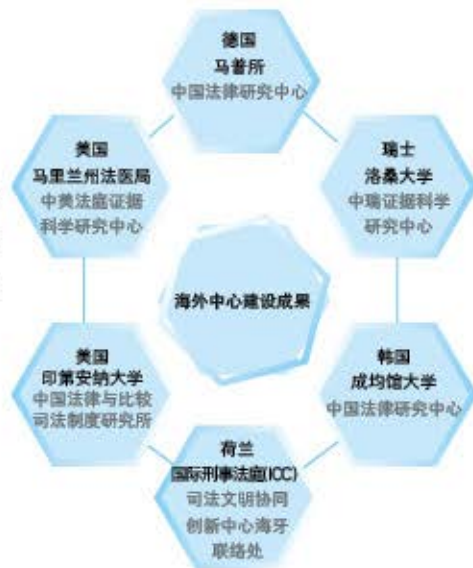 德国
马普所
中国法律研究中心
美国
马里兰州法医局
中美法庭证据
科学研究中心
瑞士
洛桑大学
中瑞证据科学
研究中心
海外中心建设成果
美国
印第安纳大学
中国法律与比较
司法制度研究所
韩国
成均馆大学
中国法律研究中心
荷兰
国际刑事法庭(ICC)
司法文明协同
创新中心海牙
联络处